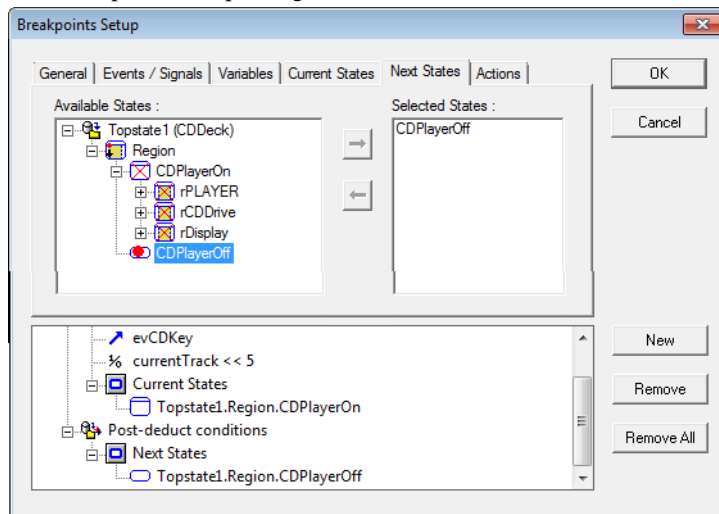 Breakpoints Setup
General Events / Signals Variables Current States Next States Actions
OK
Cancel
Available States :
Selected States :
Topstate1 (CDDeck)
Region
CDPlayerOn
rPLAYER
rCDDrive
rDisplay
CDPlayerOff
CDPlayerOff
evCDKey
currentTrack << 5
Current States
Topstate1.Region.CDPlayerOn
Post-deduct conditions
Next States
Topstate1.Region.CDPlayerOff
New
Remove
Remove All